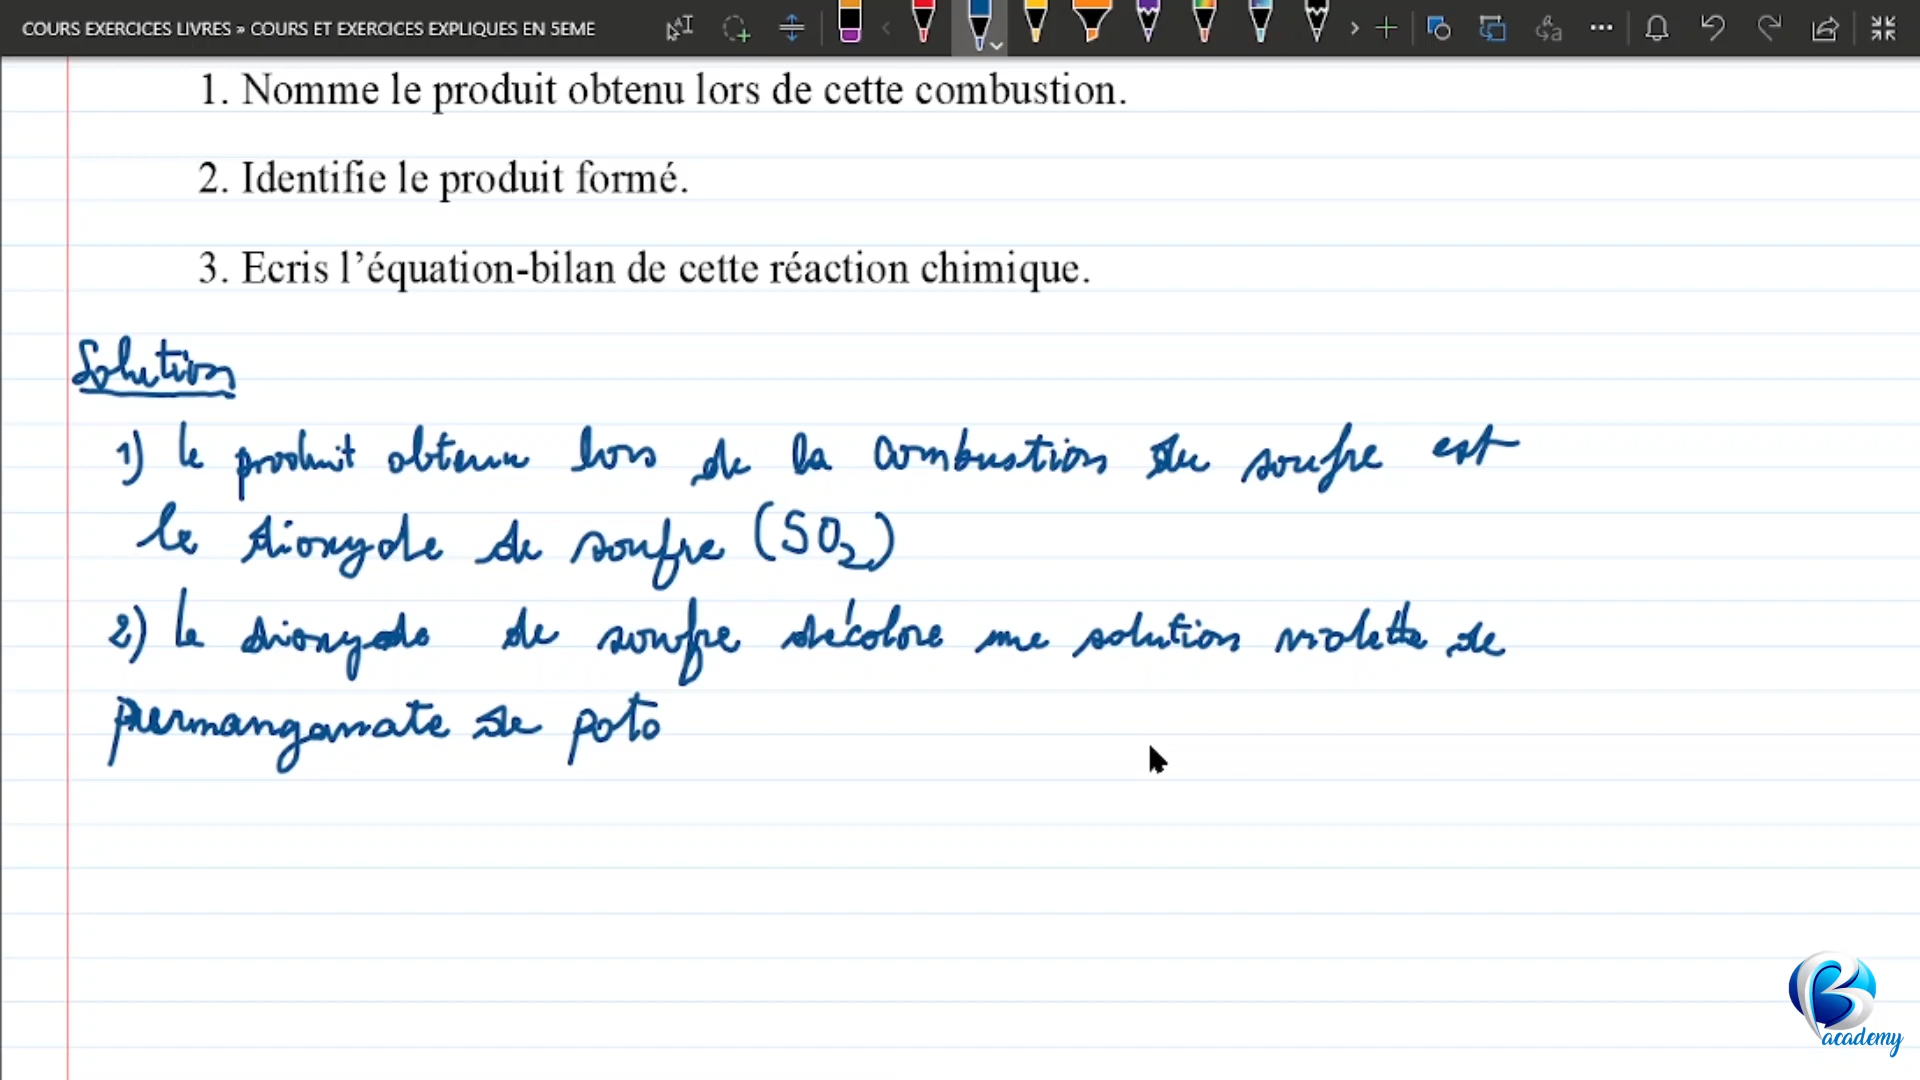 COURS EXERCICES LIVRES » COURS ET EXERCICES EXPLIQUES EN 5EME
1. Nomme le produit obtenu lors de cette combustion.
2. Identifie le produit formé.
3. Ecris l’équation-bilan de cette réaction chimique.
Solution
1) le produit obtenu lors de la combustion du soufre est
le dioxyde de soufre (SO₂)
2) le dioxyde de soufre décolore une solution violette de
permanganate de pota
academy